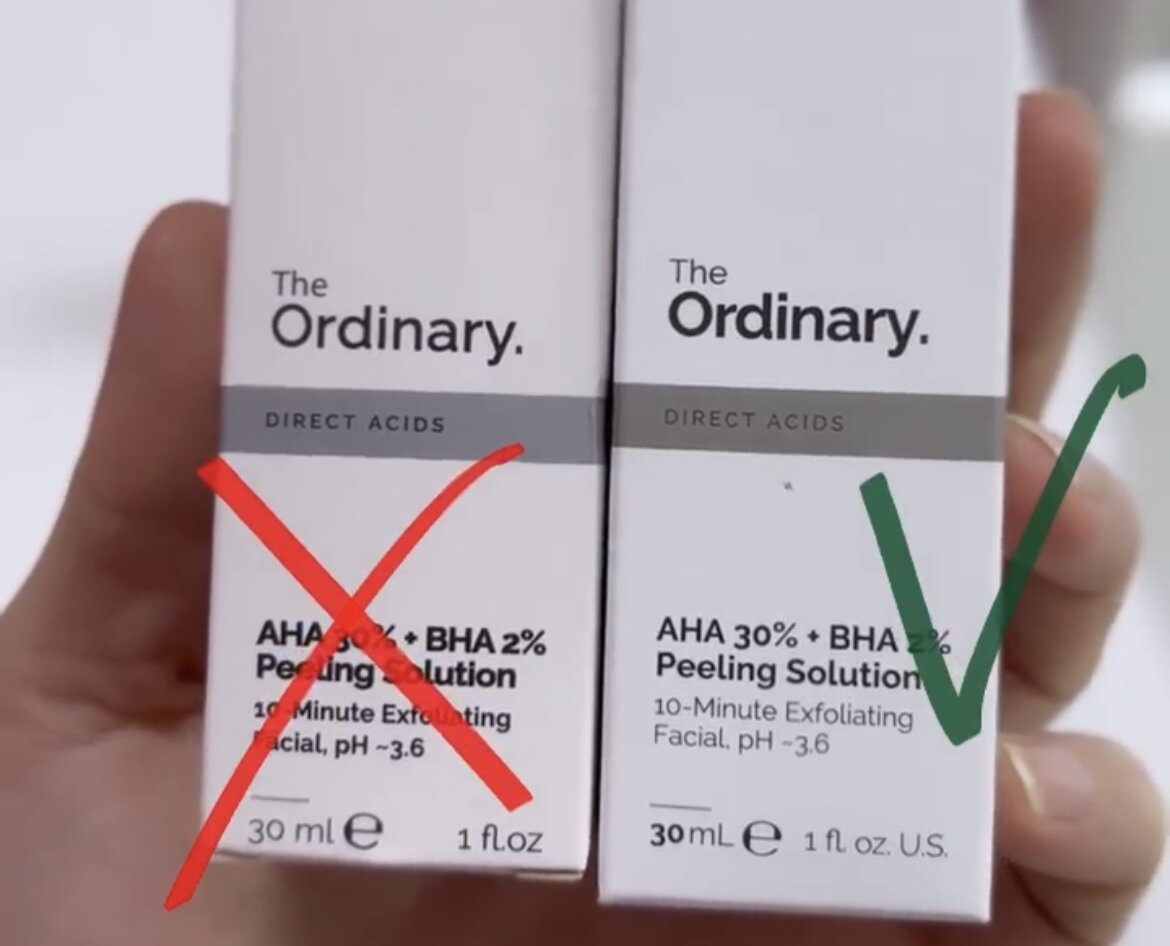 The
Ordinary.
DIRECT ACIDS
AHA 30% + BHA 2%
Peeling Solution
10-Minute Exfoliating
Facial, pH ~3.6
30 ml e
1 fl.oz
The
Ordinary.
DIRECT ACIDS
AHA 30% + BHA 2%
Peeling Solution
10-Minute Exfoliating
Facial, pH ~3.6
30 mL e 1 fl oz. U.S.